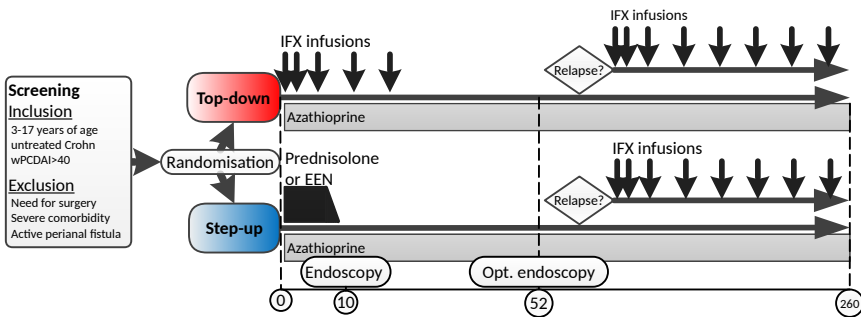 IFX infusions
IFX infusions
Relapse?
Screening
Inclusion
3-17 years of age
untreated Crohn
wPCDAI>40
Exclusion
Need for surgery
Severe comorbidity
Active perianal fistula
Top-down
Azathioprine
Randomisation
Prednisolone
or EEN
IFX infusions
Relapse?
Step-up
Azathioprine
Endoscopy
Opt. endoscopy
0
10
52
260